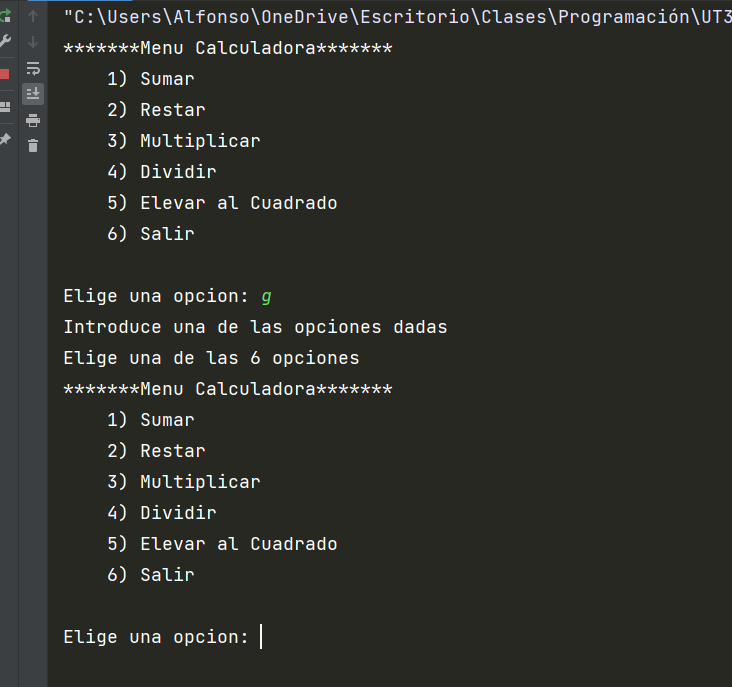 "C:\Users\Alfonso\OneDrive\Escritorio\Clases\Programación\UT3
*******Menu Calculadora*******
    1) Sumar
    2) Restar
    3) Multiplicar
    4) Dividir
    5) Elevar al Cuadrado
    6) Salir
Elige una opcion: g
Introduce una de las opciones dadas
Elige una de las 6 opciones
*******Menu Calculadora*******
    1) Sumar
    2) Restar
    3) Multiplicar
    4) Dividir
    5) Elevar al Cuadrado
    6) Salir
Elige una opcion: